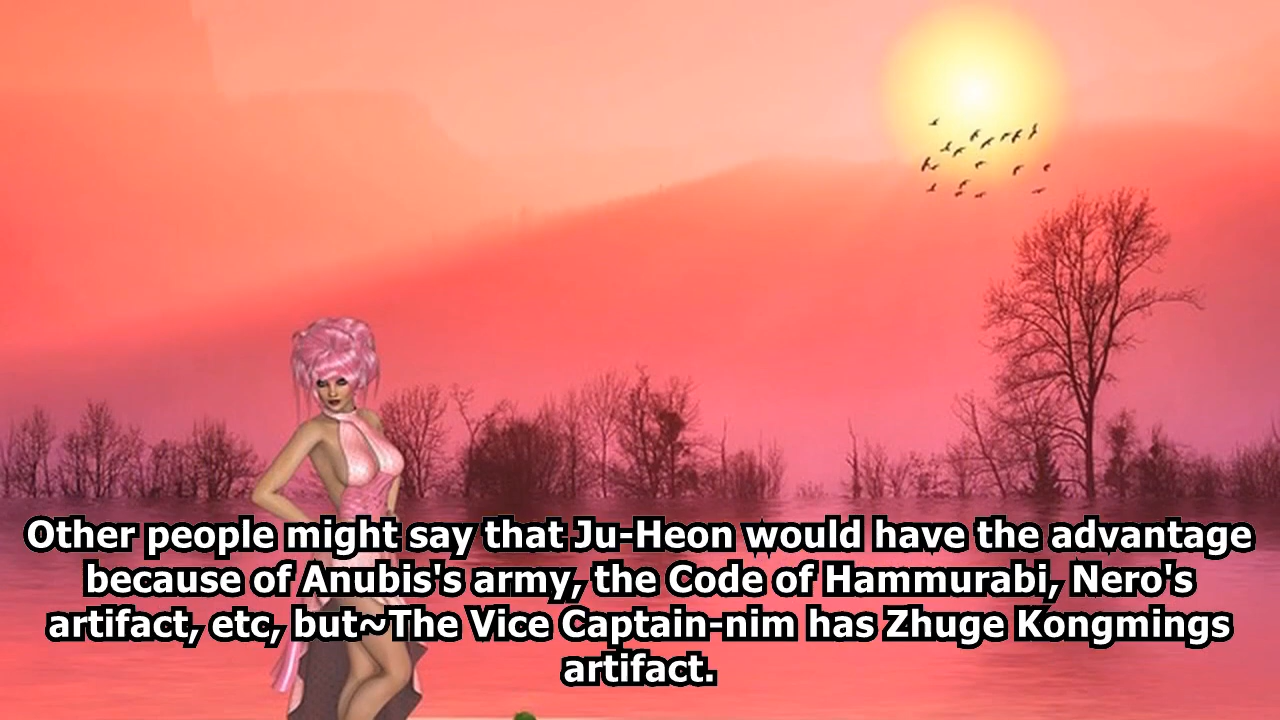 Other people might say that Ju-Heon would have the advantage
because of Anubis's army, the Code of Hammurabi, Nero's
artifact, etc, but~The Vice Captain-nim has Zhuge Kongmings
artifact.